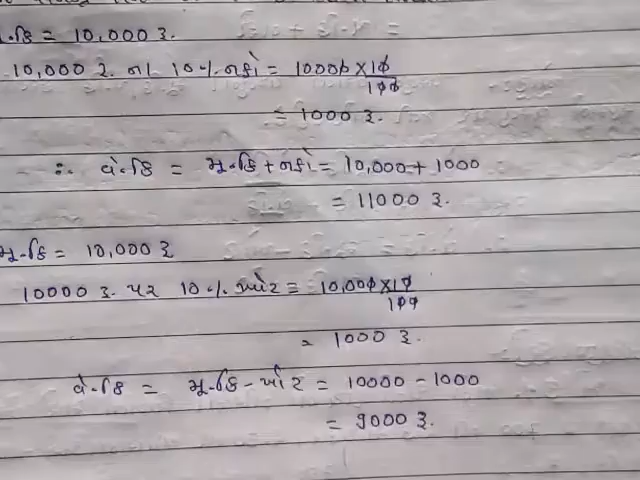 મૂ.કિં = 10,000 રૂ.
10,000 રૂ. ના 10 % નફો = 10000 × 10 / 100
= 1000 રૂ.
∴ વે.કિં = મૂ.કિં + નફો = 10,000 + 1000
= 11000 રૂ.
મૂ.કિં = 10,000 રૂ
10000 રૂ. પર 10 % ખોટ = 10,000 × 10 / 100
= 1000 રૂ.
વે.કિં = મૂ.કિં - ખોટ = 10000 - 1000
= 9000 રૂ.